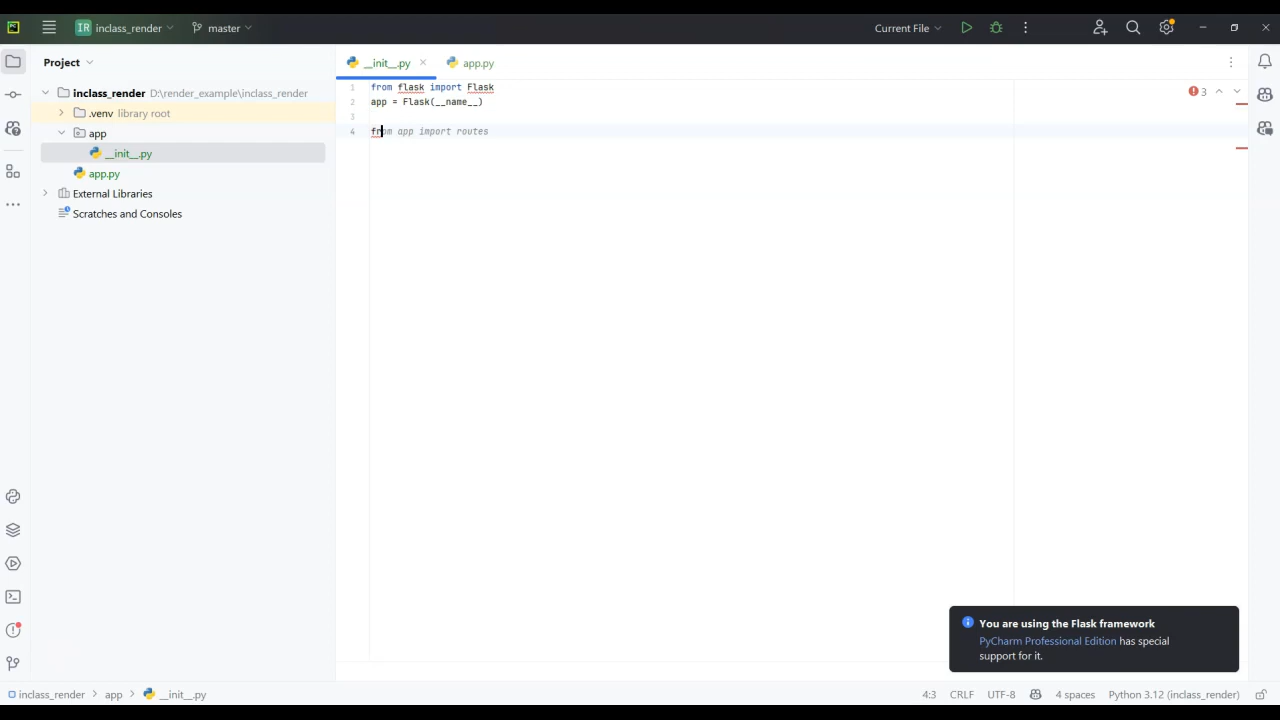 PC
IR inclass_render
master
Current File
Project
__init__.py
app.py
inclass_render D:\render_example\inclass_render
.venv library root
app
__init__.py
app.py
External Libraries
Scratches and Consoles
1 from flask import Flask
2 app = Flask(__name__)
3
4 from app import routes
3
You are using the Flask framework
PyCharm Professional Edition has special
support for it.
inclass_render > app > __init__.py
4:3 CRLF UTF-8 4 spaces Python 3.12 (inclass_render)